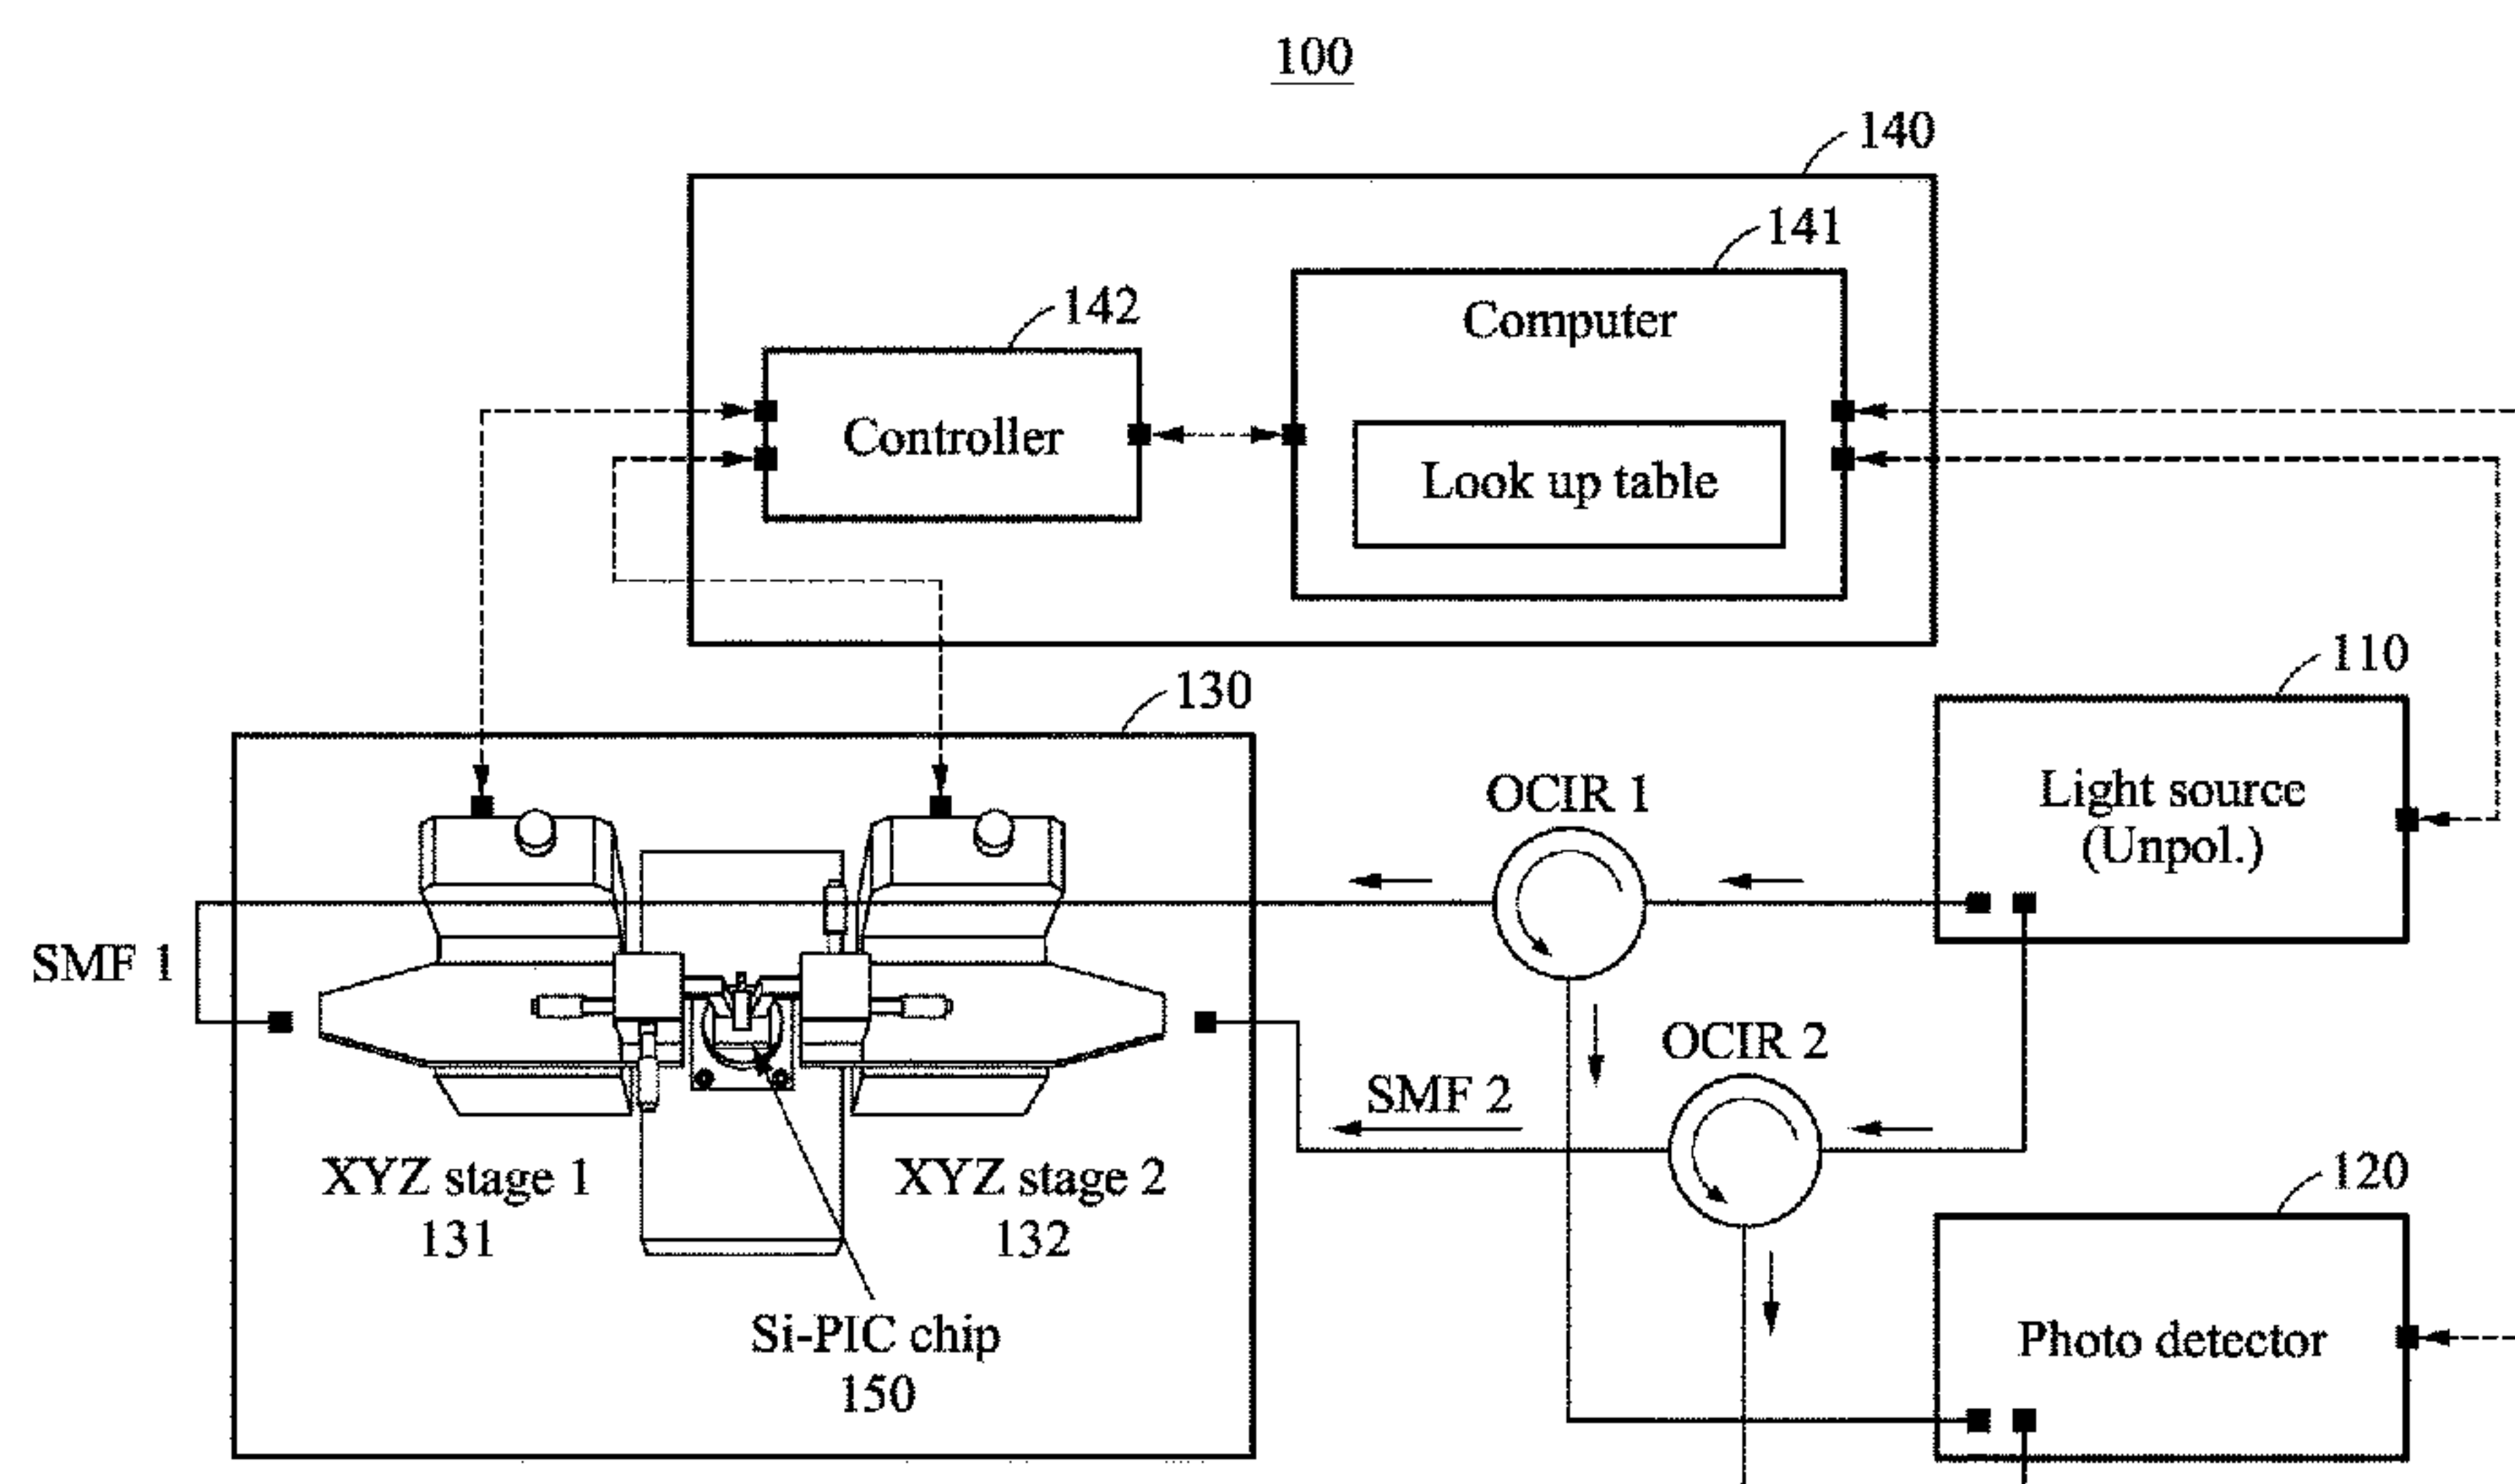 100
140
141
142
Computer
Controller
Look up table
110
130
Light source
(Unpol.)
OCIR 1
SMF 1
OCIR 2
SMF 2
120
XYZ stage 1
131
XYZ stage 2
132
Si-PIC chip
150
Photo detector